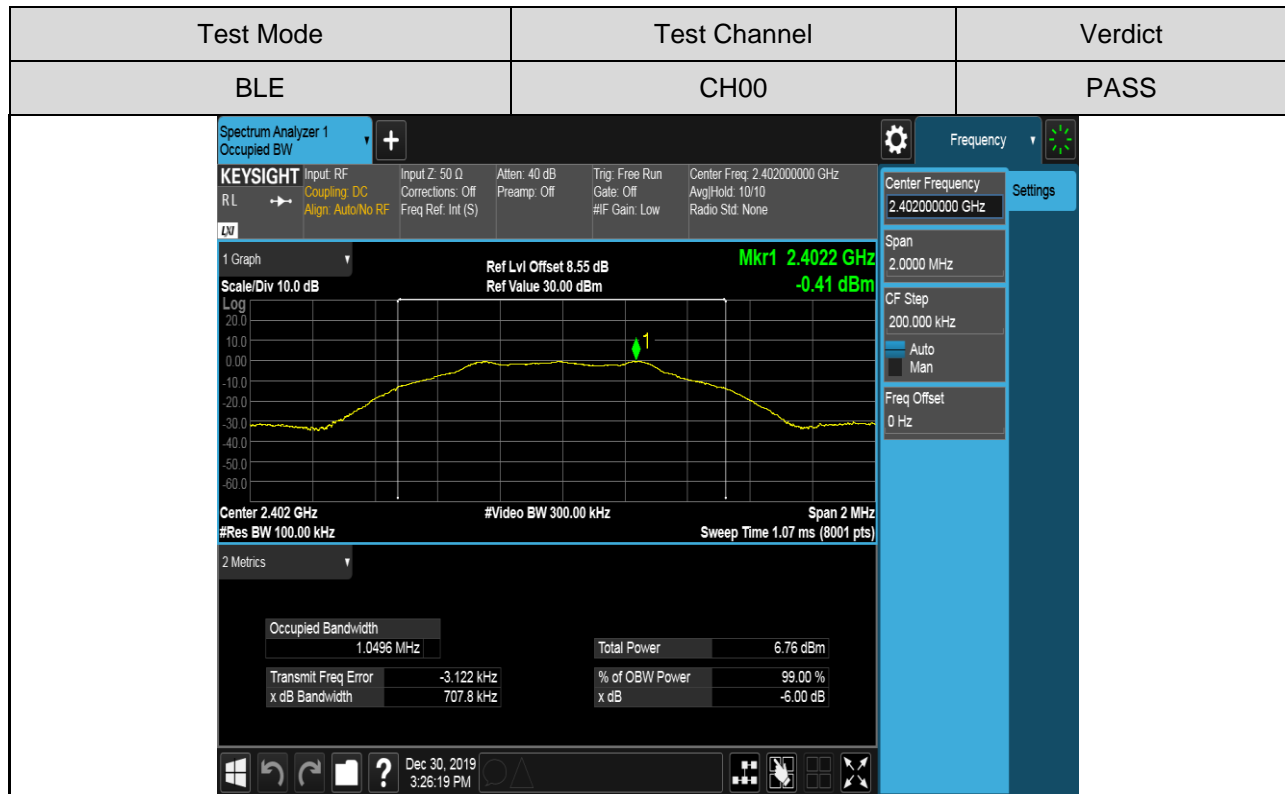 Test Mode Test Channel Verdict
BLE CH00 PASS
Spectrum Analyzer 1
Occupied BW
Frequency
KEYSIGHT Input: RF Input Z: 50 Ω Atten: 40 dB Trig: Free Run Center Freq: 2.402000000 GHz
RL Coupling: DC Corrections: Off Preamp: Off Gate: Off Avg|Hold: 10/10
Align: Auto/No RF Freq Ref: Int (S) #IF Gain: Low Radio Std: None
LXI
Center Frequency
2.402000000 GHz
Settings
Span
2.0000 MHz
CF Step
200.000 kHz
Auto
Man
Freq Offset
0 Hz
1 Graph Ref Lvl Offset 8.55 dB Mkr1 2.4022 GHz
Scale/Div 10.0 dB Ref Value 30.00 dBm -0.41 dBm
Log
20.0
10.0
0.00
-10.0
-20.0
-30.0
-40.0
-50.0
-60.0
1
Center 2.402 GHz #Video BW 300.00 kHz Span 2 MHz
#Res BW 100.00 kHz Sweep Time 1.07 ms (8001 pts)
2 Metrics
Occupied Bandwidth
1.0496 MHz Total Power 6.76 dBm
Transmit Freq Error -3.122 kHz % of OBW Power 99.00 %
x dB Bandwidth 707.8 kHz x dB -6.00 dB
? Dec 30, 2019
3:26:19 PM